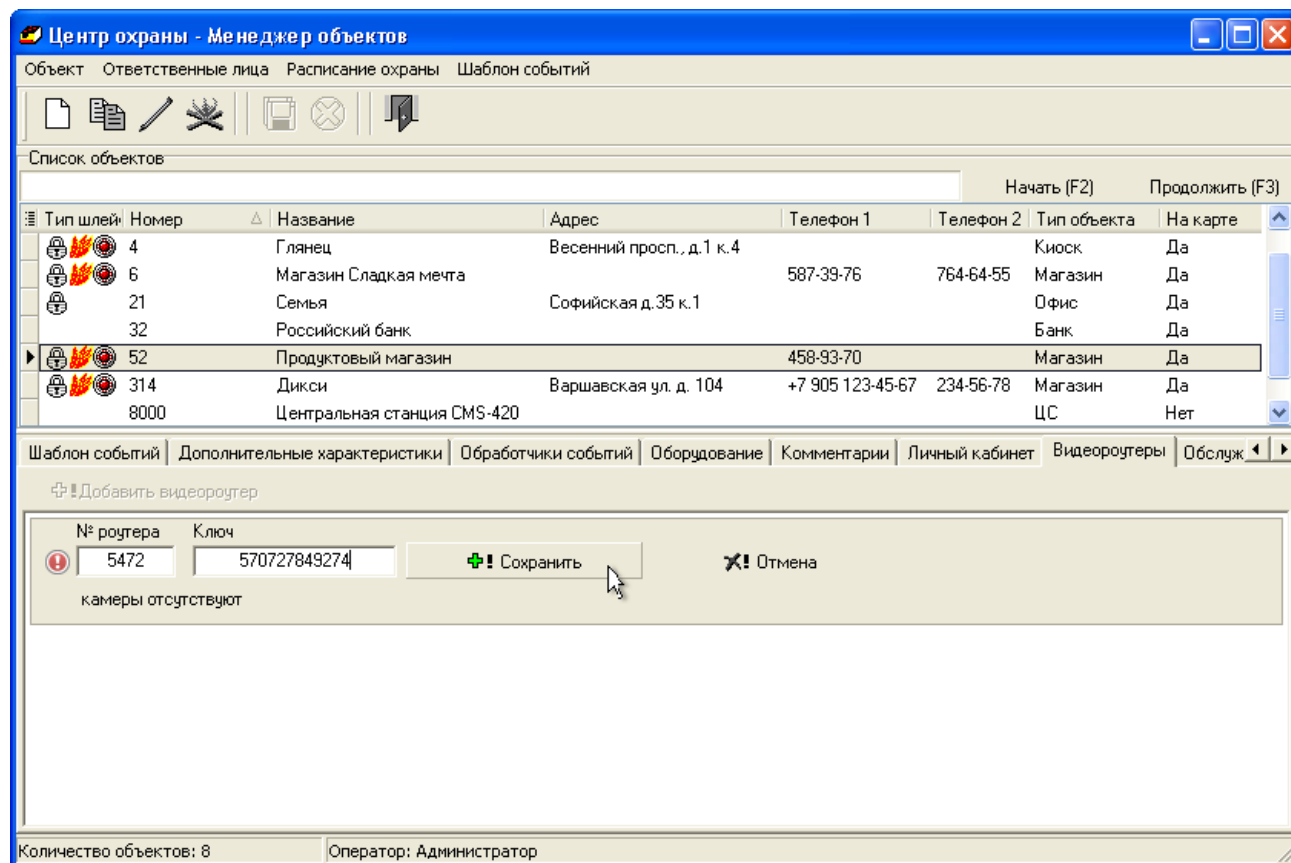 Центр охраны - Менеджер объектов
Объект Ответственные лица Расписание охраны Шаблон событий
Список объектов
Начать (F2) Продолжить (F3)
Тип шлей Номер Название Адрес Телефон 1 Телефон 2 Тип объекта На карте
4 Глянец Весенний просп., д.1 к.4 Киоск Да
6 Магазин Сладкая мечта 587-39-76 764-64-55 Магазин Да
21 Семья Софийская д.35 к.1 Офис Да
32 Российский банк Банк Да
52 Продуктовый магазин 458-93-70 Магазин Да
314 Дикси Варшавская ул. д. 104 +7 905 123-45-67 234-56-78 Магазин Да
8000 Центральная станция CMS-420 ЦС Нет
Шаблон событий Дополнительные характеристики Обработчики событий Оборудование Комментарии Личный кабинет Видеороутеры Обслуж
Добавить видеороутер
№ роутера Ключ
5472 570727849274 Сохранить Отмена
камеры отсутствуют
Количество объектов: 8 Оператор: Администратор